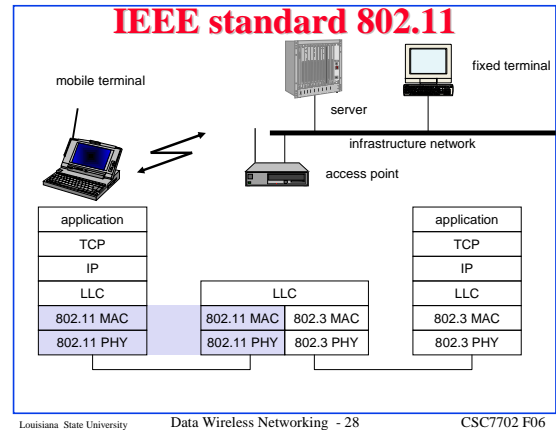 IEEE standard 802.11
mobile terminal
fixed terminal
server
infrastructure network
access point
application
TCP
IP
LLC
802.11 MAC
802.11 PHY
LLC
802.11 MAC 802.3 MAC
802.11 PHY 802.3 PHY
application
TCP
IP
LLC
802.3 MAC
802.3 PHY
Louisiana State University Data Wireless Networking - 28 CSC7702 F06